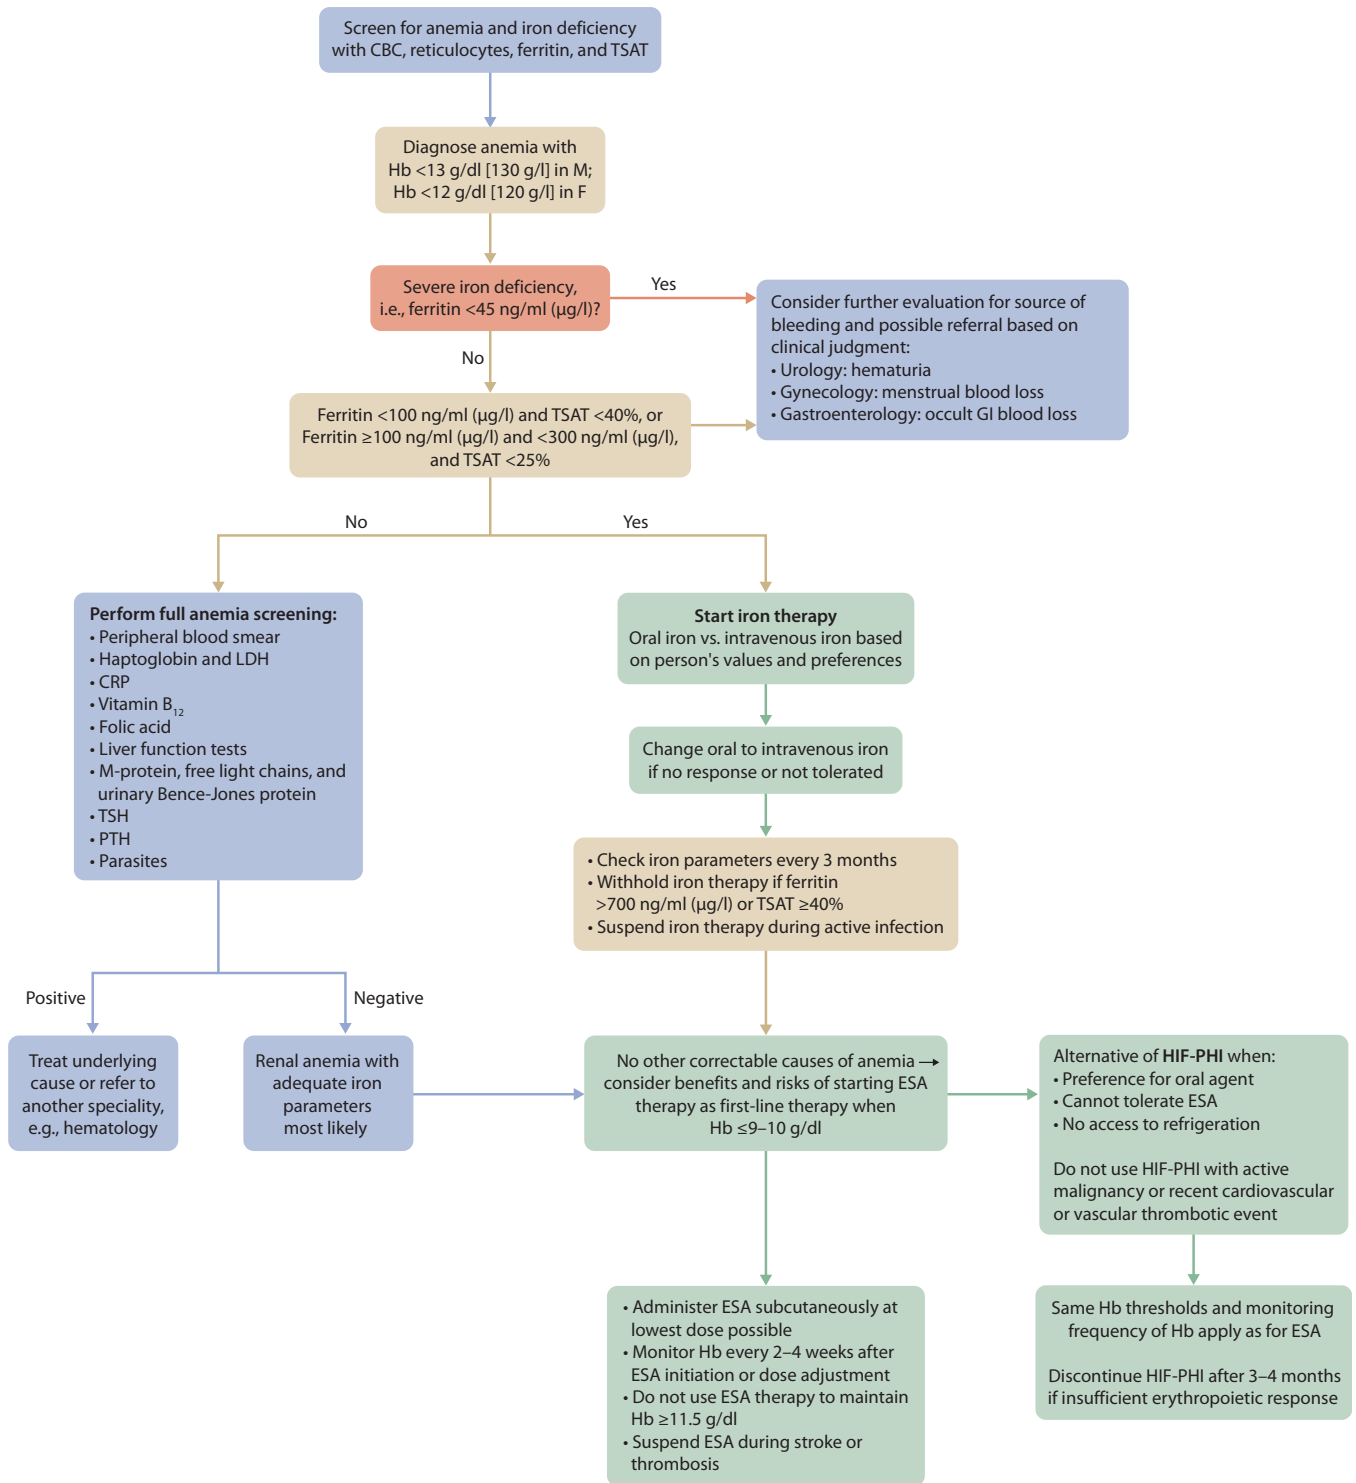 Screen for anemia and iron deficiency
with CBC, reticulocytes, ferritin, and TSAT
Diagnose anemia with
Hb <13 g/dl [130 g/l] in M;
Hb <12 g/dl [120 g/l] in F
Severe iron deficiency,
i.e., ferritin <45 ng/ml (µg/l)?
Yes
Consider further evaluation for source of
bleeding and possible referral based on
clinical judgment:
• Urology: hematuria
• Gynecology: menstrual blood loss
• Gastroenterology: occult GI blood loss
No
Ferritin <100 ng/ml (µg/l) and TSAT <40%, or
Ferritin ≥100 ng/ml (µg/l) and <300 ng/ml (µg/l),
and TSAT <25%
No
Yes
Perform full anemia screening:
• Peripheral blood smear
• Haptoglobin and LDH
• CRP
• Vitamin B12
• Folic acid
• Liver function tests
• M-protein, free light chains, and
urinary Bence-Jones protein
• TSH
• PTH
• Parasites
Start iron therapy
Oral iron vs. intravenous iron based
on person's values and preferences
Change oral to intravenous iron
if no response or not tolerated
• Check iron parameters every 3 months
• Withhold iron therapy if ferritin
>700 ng/ml (µg/l) or TSAT ≥40%
• Suspend iron therapy during active infection
Positive
Negative
Treat underlying
cause or refer to
another speciality,
e.g., hematology
Renal anemia with
adequate iron
parameters
most likely
No other correctable causes of anemia →
consider benefits and risks of starting ESA
therapy as first-line therapy when
Hb ≤9–10 g/dl
Alternative of HIF-PHI when:
• Preference for oral agent
• Cannot tolerate ESA
• No access to refrigeration
Do not use HIF-PHI with active
malignancy or recent cardiovascular
or vascular thrombotic event
• Administer ESA subcutaneously at
lowest dose possible
• Monitor Hb every 2–4 weeks after
ESA initiation or dose adjustment
• Do not use ESA therapy to maintain
Hb ≥11.5 g/dl
• Suspend ESA during stroke or
thrombosis
Same Hb thresholds and monitoring
frequency of Hb apply as for ESA
Discontinue HIF-PHI after 3–4 months
if insufficient erythropoietic response